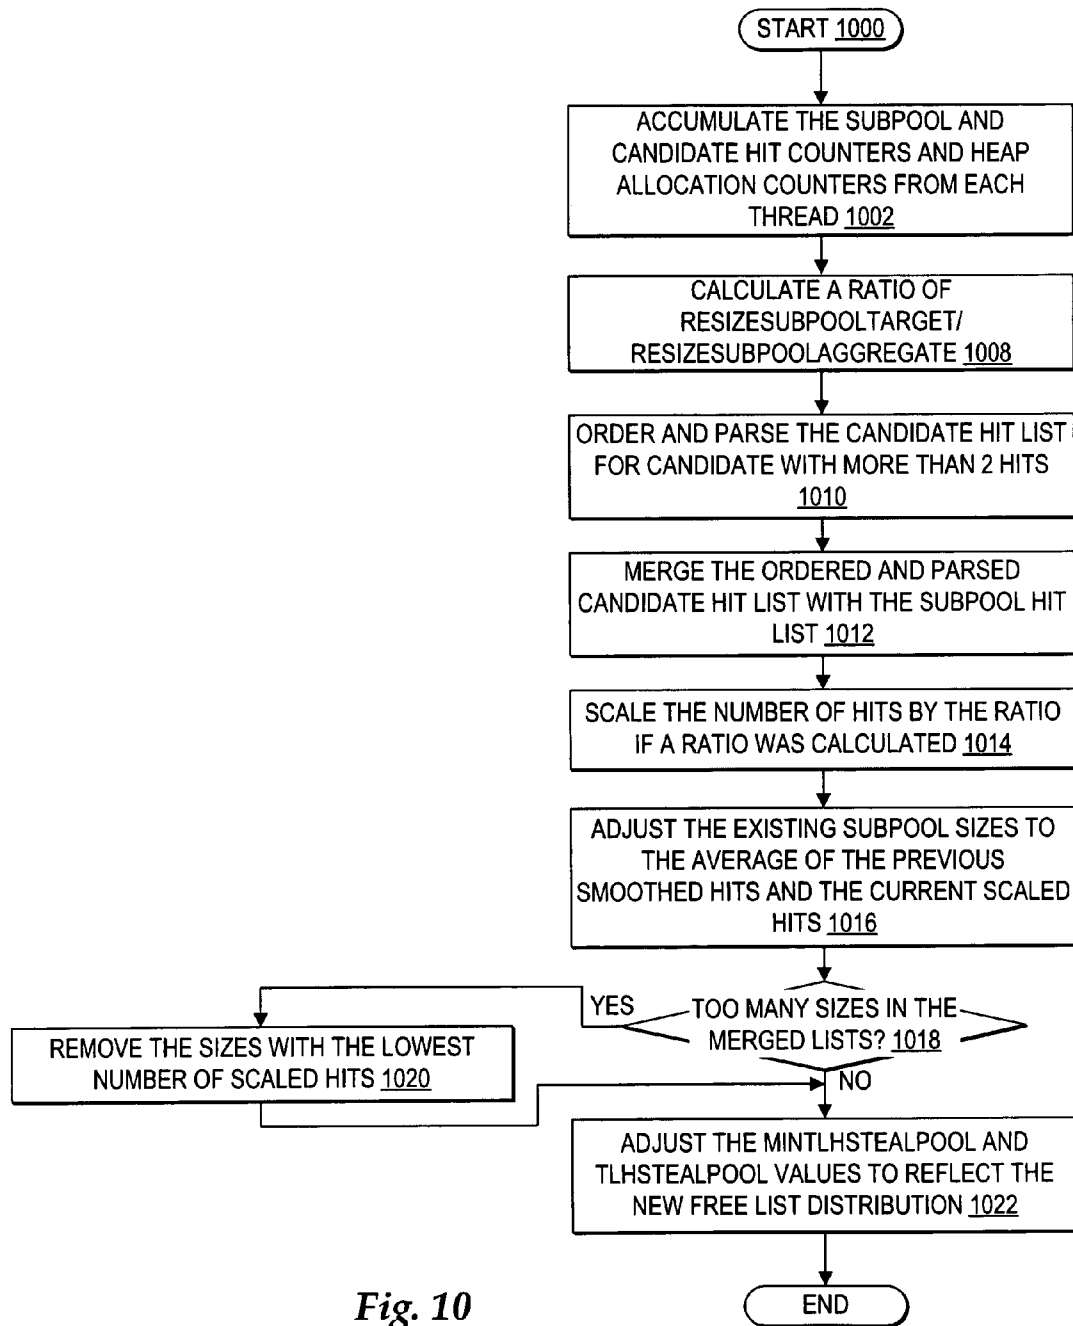 START 1000
ACCUMULATE THE SUBPOOL AND
CANDIDATE HIT COUNTERS AND HEAP
ALLOCATION COUNTERS FROM EACH
THREAD 1002
CALCULATE A RATIO OF
RESIZESUBPOOLTARGET/
RESIZESUBPOOLAGGREGATE 1008
ORDER AND PARSE THE CANDIDATE HIT LIST
FOR CANDIDATE WITH MORE THAN 2 HITS
1010
MERGE THE ORDERED AND PARSED
CANDIDATE HIT LIST WITH THE SUBPOOL HIT
LIST 1012
SCALE THE NUMBER OF HITS BY THE RATIO
IF A RATIO WAS CALCULATED 1014
ADJUST THE EXISTING SUBPOOL SIZES TO
THE AVERAGE OF THE PREVIOUS
SMOOTHED HITS AND THE CURRENT SCALED
HITS 1016
YES
TOO MANY SIZES IN THE
MERGED LISTS? 1018
REMOVE THE SIZES WITH THE LOWEST
NUMBER OF SCALED HITS 1020
NO
ADJUST THE MINTLHSTEALPOOL AND
TLHSTEALPOOL VALUES TO REFLECT THE
NEW FREE LIST DISTRIBUTION 1022
END
Fig. 10